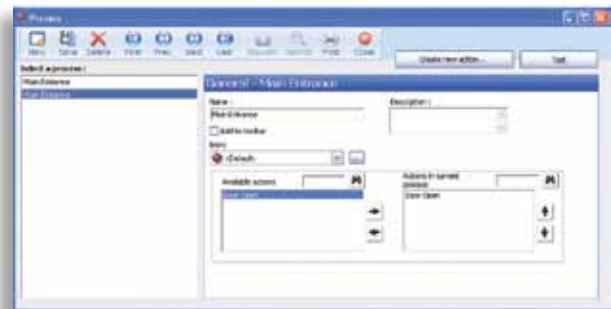 Process
New Save Delete First Prev. Next Last Search Print Close
Create new action... Test
Select a process :
Main Entrance
Main Entrance
General - Main Entrance
Name : Description :
Main Entrance
Add to toolbar
Icon:
<Default>
Available actions Actions in current process
Door Open Door Open